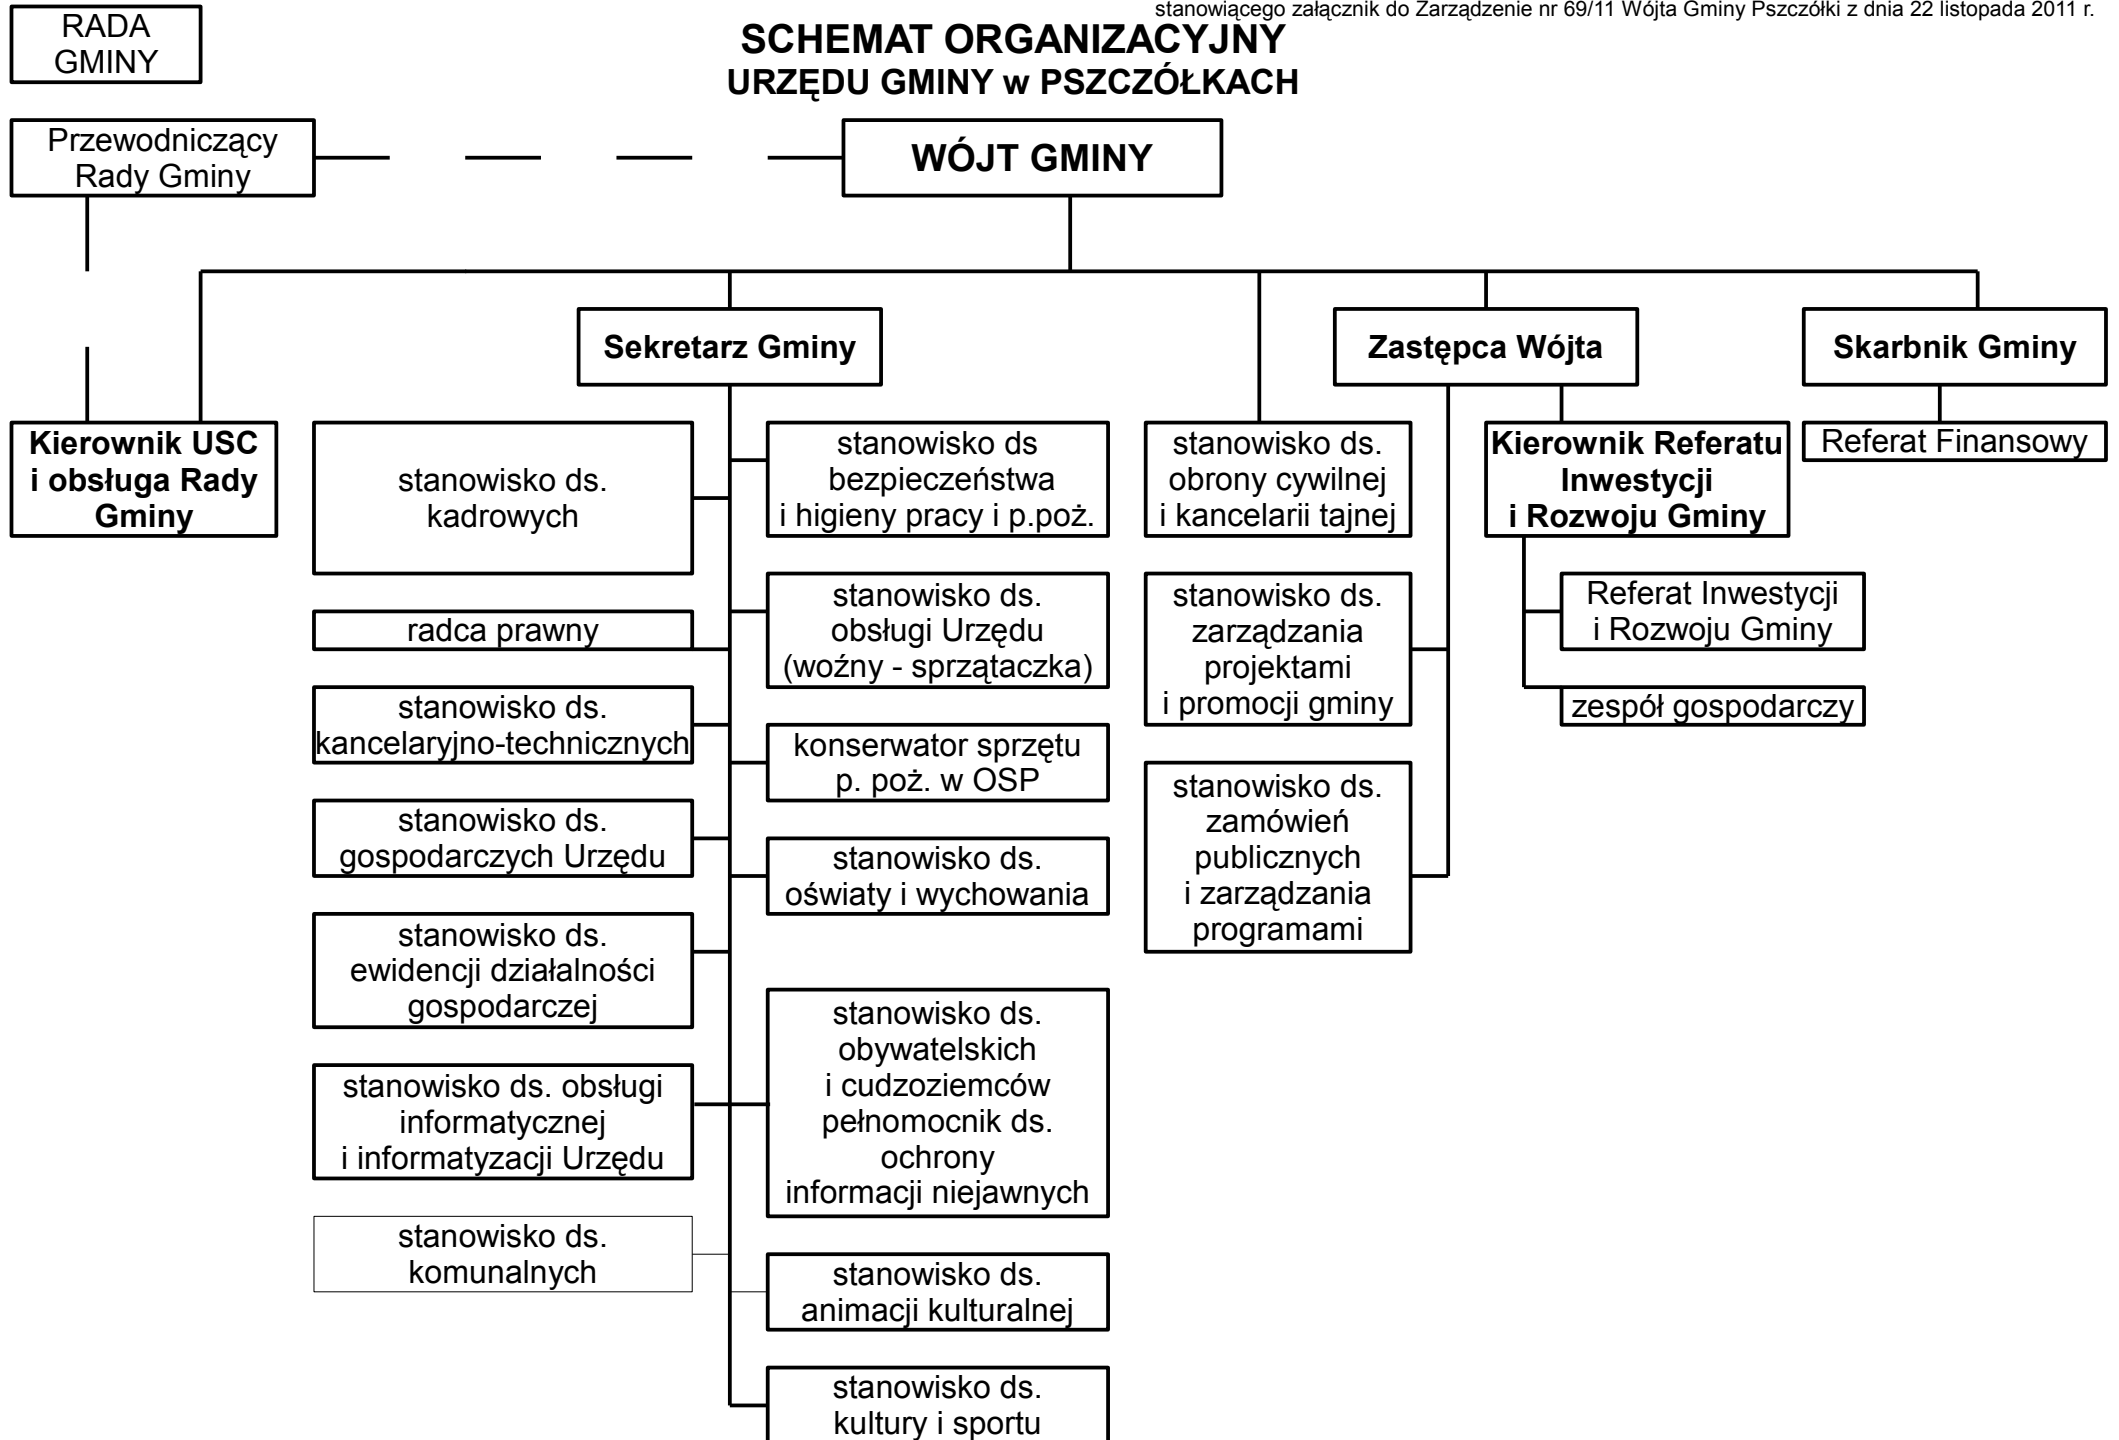 stanowiącego załącznik do Zarządzenie nr 69/11 Wójta Gminy Pszczółki z dnia 22 listopada 2011 r.
RADA
GMINY
SCHEMAT ORGANIZACYJNY
URZĘDU GMINY w PSZCZÓŁKACH
Przewodniczący
Rady Gminy
WÓJT GMINY
Sekretarz Gminy
Zastępca Wójta
Skarbnik Gminy
Kierownik USC
i obsługa Rady
Gminy
stanowisko ds.
kadrowych
stanowisko ds
bezpieczeństwa
i higieny pracy i p.poż.
stanowisko ds.
obrony cywilnej
i kancelarii tajnej
Kierownik Referatu
Inwestycji
i Rozwoju Gminy
Referat Finansowy
radca prawny
stanowisko ds.
obsługi Urzędu
(woźny - sprzątaczka)
stanowisko ds.
zarządzania
projektami
i promocji gminy
Referat Inwestycji
i Rozwoju Gminy
zespół gospodarczy
stanowisko ds.
kancelaryjno-technicznych
konserwator sprzętu
p. poż. w OSP
stanowisko ds.
zamówień
publicznych
i zarządzania
programami
stanowisko ds.
gospodarczych Urzędu
stanowisko ds.
oświaty i wychowania
stanowisko ds.
ewidencji działalności
gospodarczej
stanowisko ds.
obywatelskich
i cudzoziemców
pełnomocnik ds.
ochrony
informacji niejawnych
stanowisko ds. obsługi
informatycznej
i informatyzacji Urzędu
stanowisko ds.
komunalnych
stanowisko ds.
animacji kulturalnej
stanowisko ds.
kultury i sportu